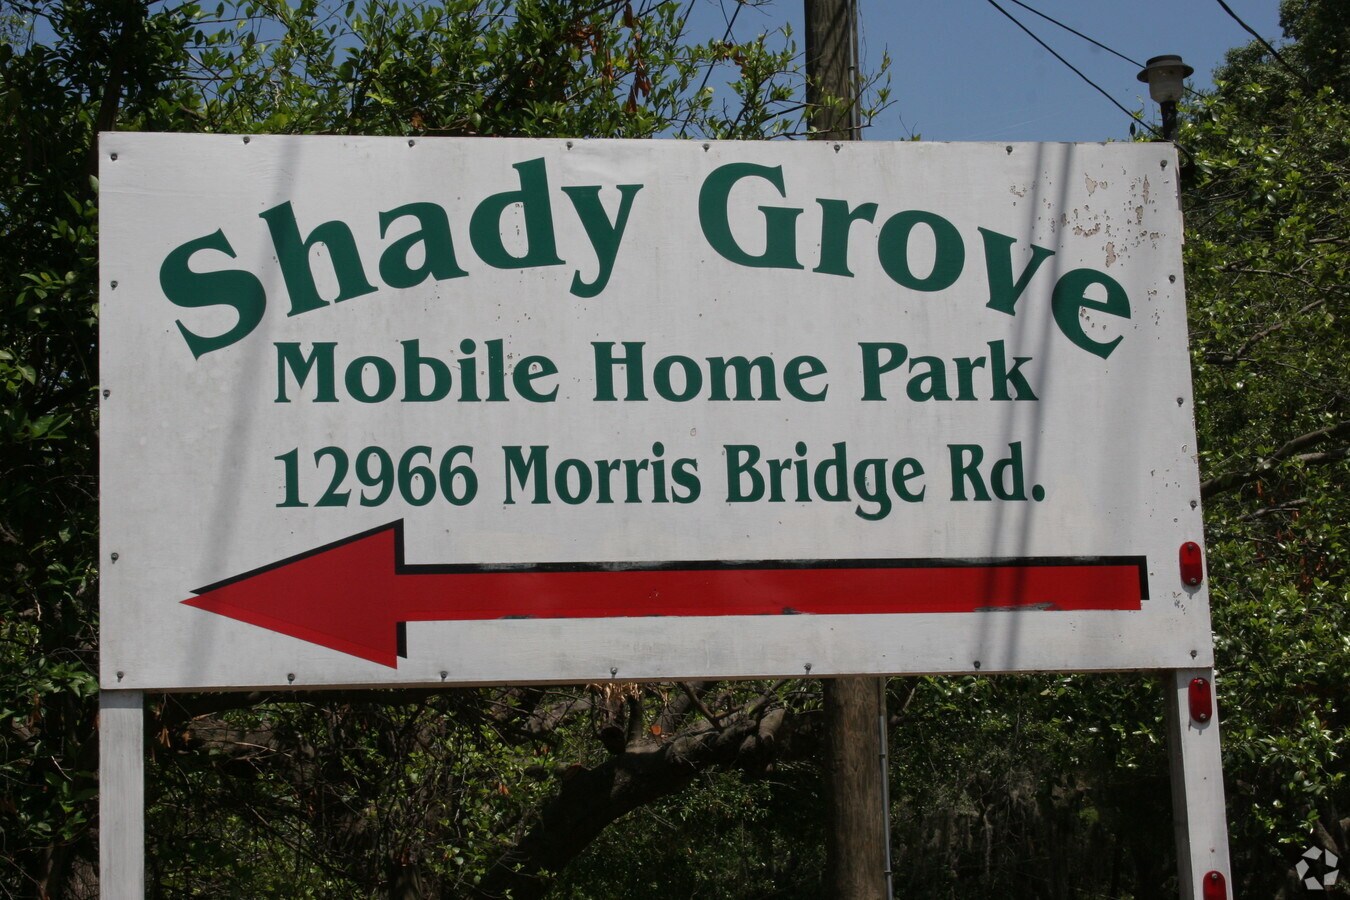 Shady Grove
Mobile Home Park
12966 Morris Bridge Rd.